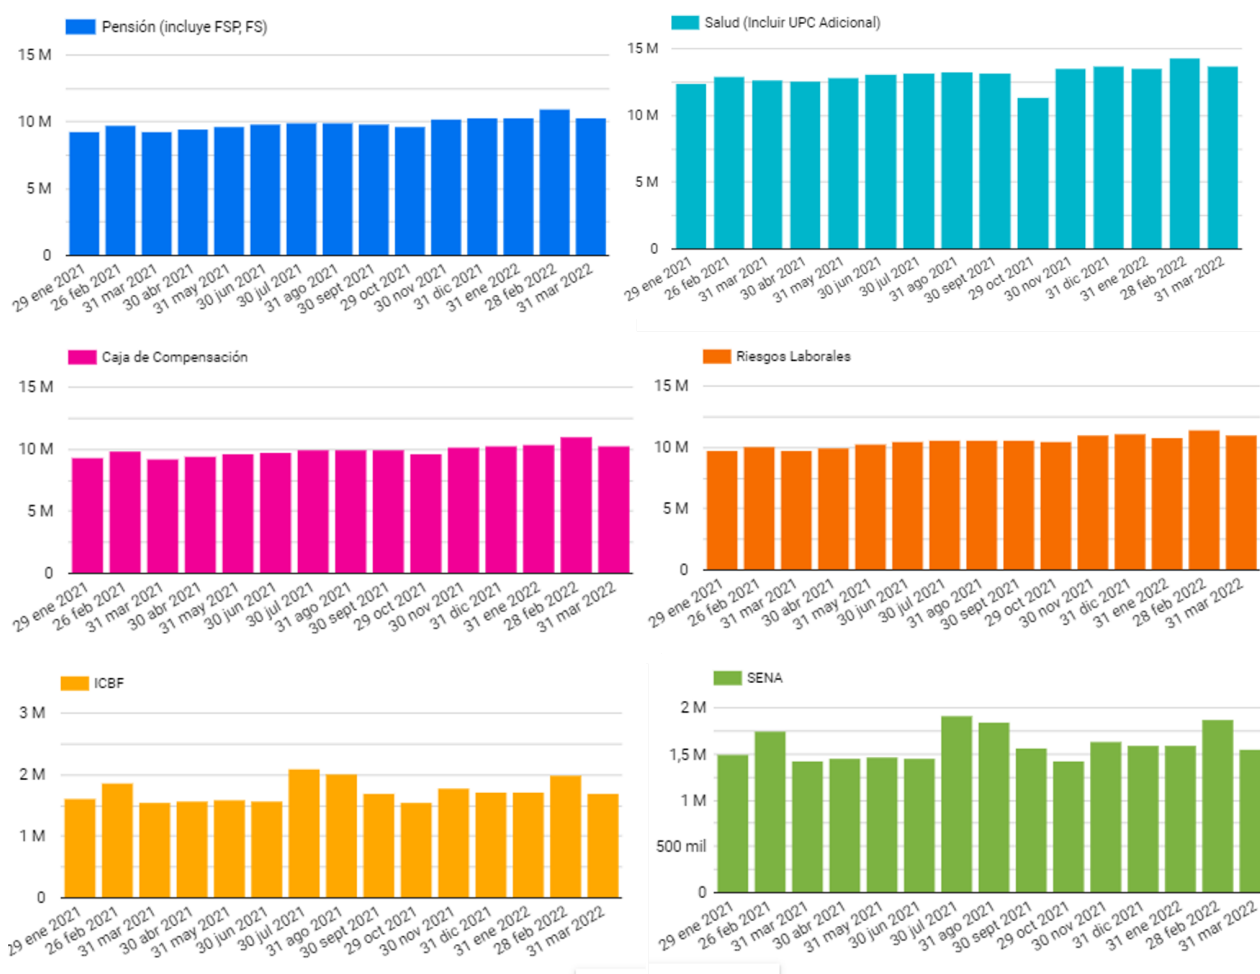 Pensión (incluye FSP, FS)
15 M
10 M
5 M
0
29 ene 2021
26 feb 2021
31 mar 2021
30 abr 2021
31 may 2021
30 jun 2021
30 jul 2021
31 ago 2021
30 sept 2021
29 oct 2021
30 nov 2021
31 dic 2021
31 ene 2022
28 feb 2022
31 mar 2022
Salud (Incluir UPC Adicional)
15 M
10 M
5 M
0
29 ene 2021
26 feb 2021
31 mar 2021
30 abr 2021
31 may 2021
30 jun 2021
30 jul 2021
31 ago 2021
30 sept 2021
29 oct 2021
30 nov 2021
31 dic 2021
31 ene 2022
28 feb 2022
31 mar 2022
Caja de Compensación
15 M
10 M
5 M
0
29 ene 2021
26 feb 2021
31 mar 2021
30 abr 2021
31 may 2021
30 jun 2021
30 jul 2021
31 ago 2021
30 sept 2021
29 oct 2021
30 nov 2021
31 dic 2021
31 ene 2022
28 feb 2022
31 mar 2022
Riesgos Laborales
15 M
10 M
5 M
0
29 ene 2021
26 feb 2021
31 mar 2021
30 abr 2021
31 may 2021
30 jun 2021
30 jul 2021
31 ago 2021
30 sept 2021
29 oct 2021
30 nov 2021
31 dic 2021
31 ene 2022
28 feb 2022
31 mar 2022
ICBF
3 M
2 M
1 M
0
29 ene 2021
26 feb 2021
31 mar 2021
30 abr 2021
31 may 2021
30 jun 2021
30 jul 2021
31 ago 2021
30 sept 2021
29 oct 2021
30 nov 2021
31 dic 2021
31 ene 2022
28 feb 2022
31 mar 2022
SENA
2 M
1,5 M
1 M
500 mil
0
29 ene 2021
26 feb 2021
31 mar 2021
30 abr 2021
31 may 2021
30 jun 2021
30 jul 2021
31 ago 2021
30 sept 2021
29 oct 2021
30 nov 2021
31 dic 2021
31 ene 2022
28 feb 2022
31 mar 2022